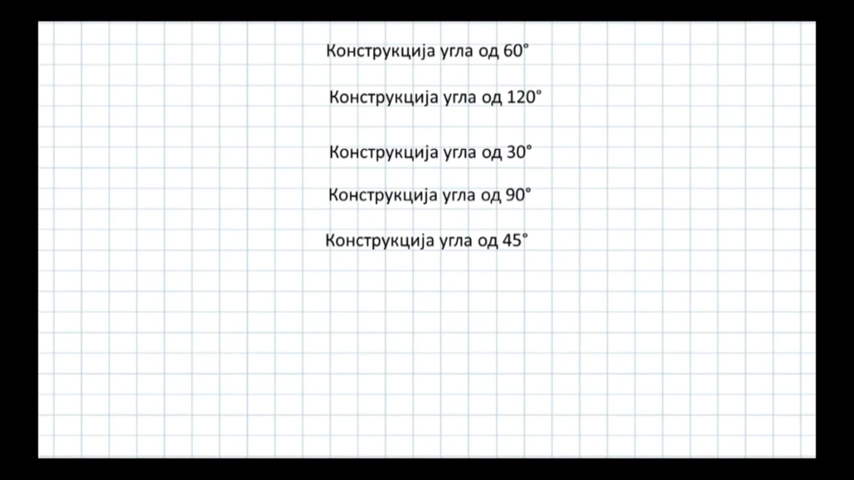 Конструкција угла од 60°
Конструкција угла од 120°
Конструкција угла од 30°
Конструкција угла од 90°
Конструкција угла од 45°